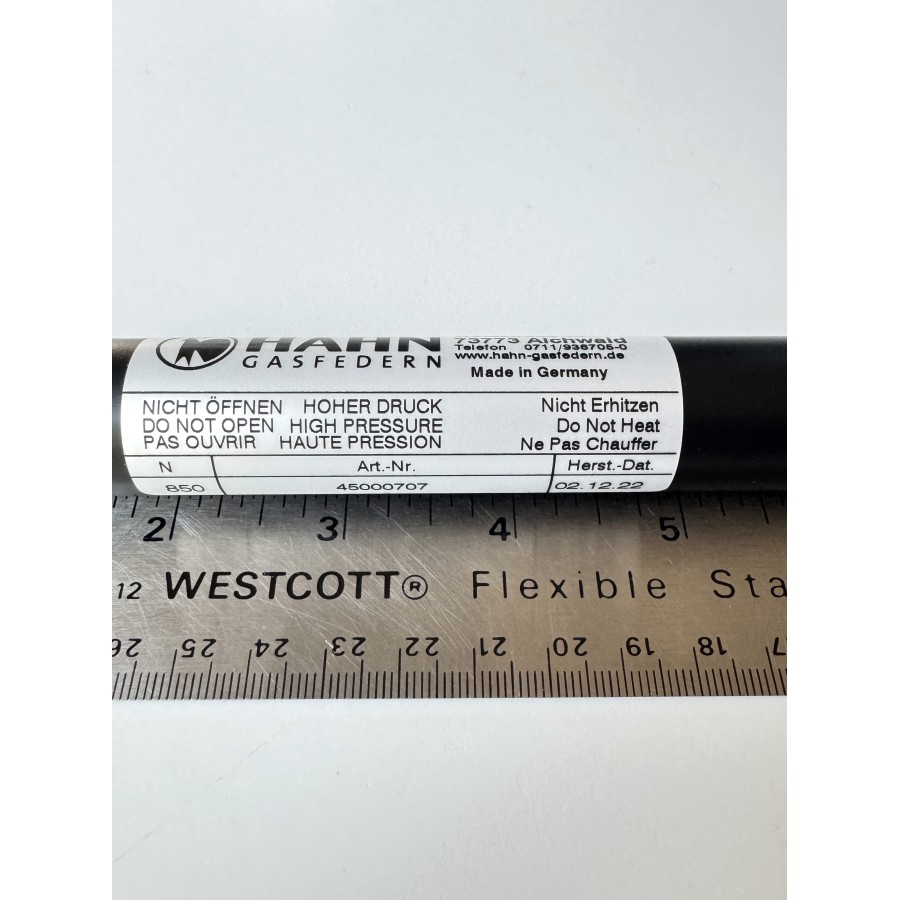 HAHN
GASFEDERN
73773 Aichwald
Telefon 0711/936705-0
www.hahn-gasfedern.de
Made in Germany
NICHT ÖFFNEN HOHER DRUCK Nicht Erhitzen
DO NOT OPEN HIGH PRESSURE Do Not Heat
PAS OUVRIR HAUTE PRESSION Ne Pas Chauffer
N Art.-Nr. Herst.-Dat.
850 45000707 02.12.22
2 3 4 5
12 WESTCOTT® Flexible Sta
26 25 24 23 22 21 20 19 18 17